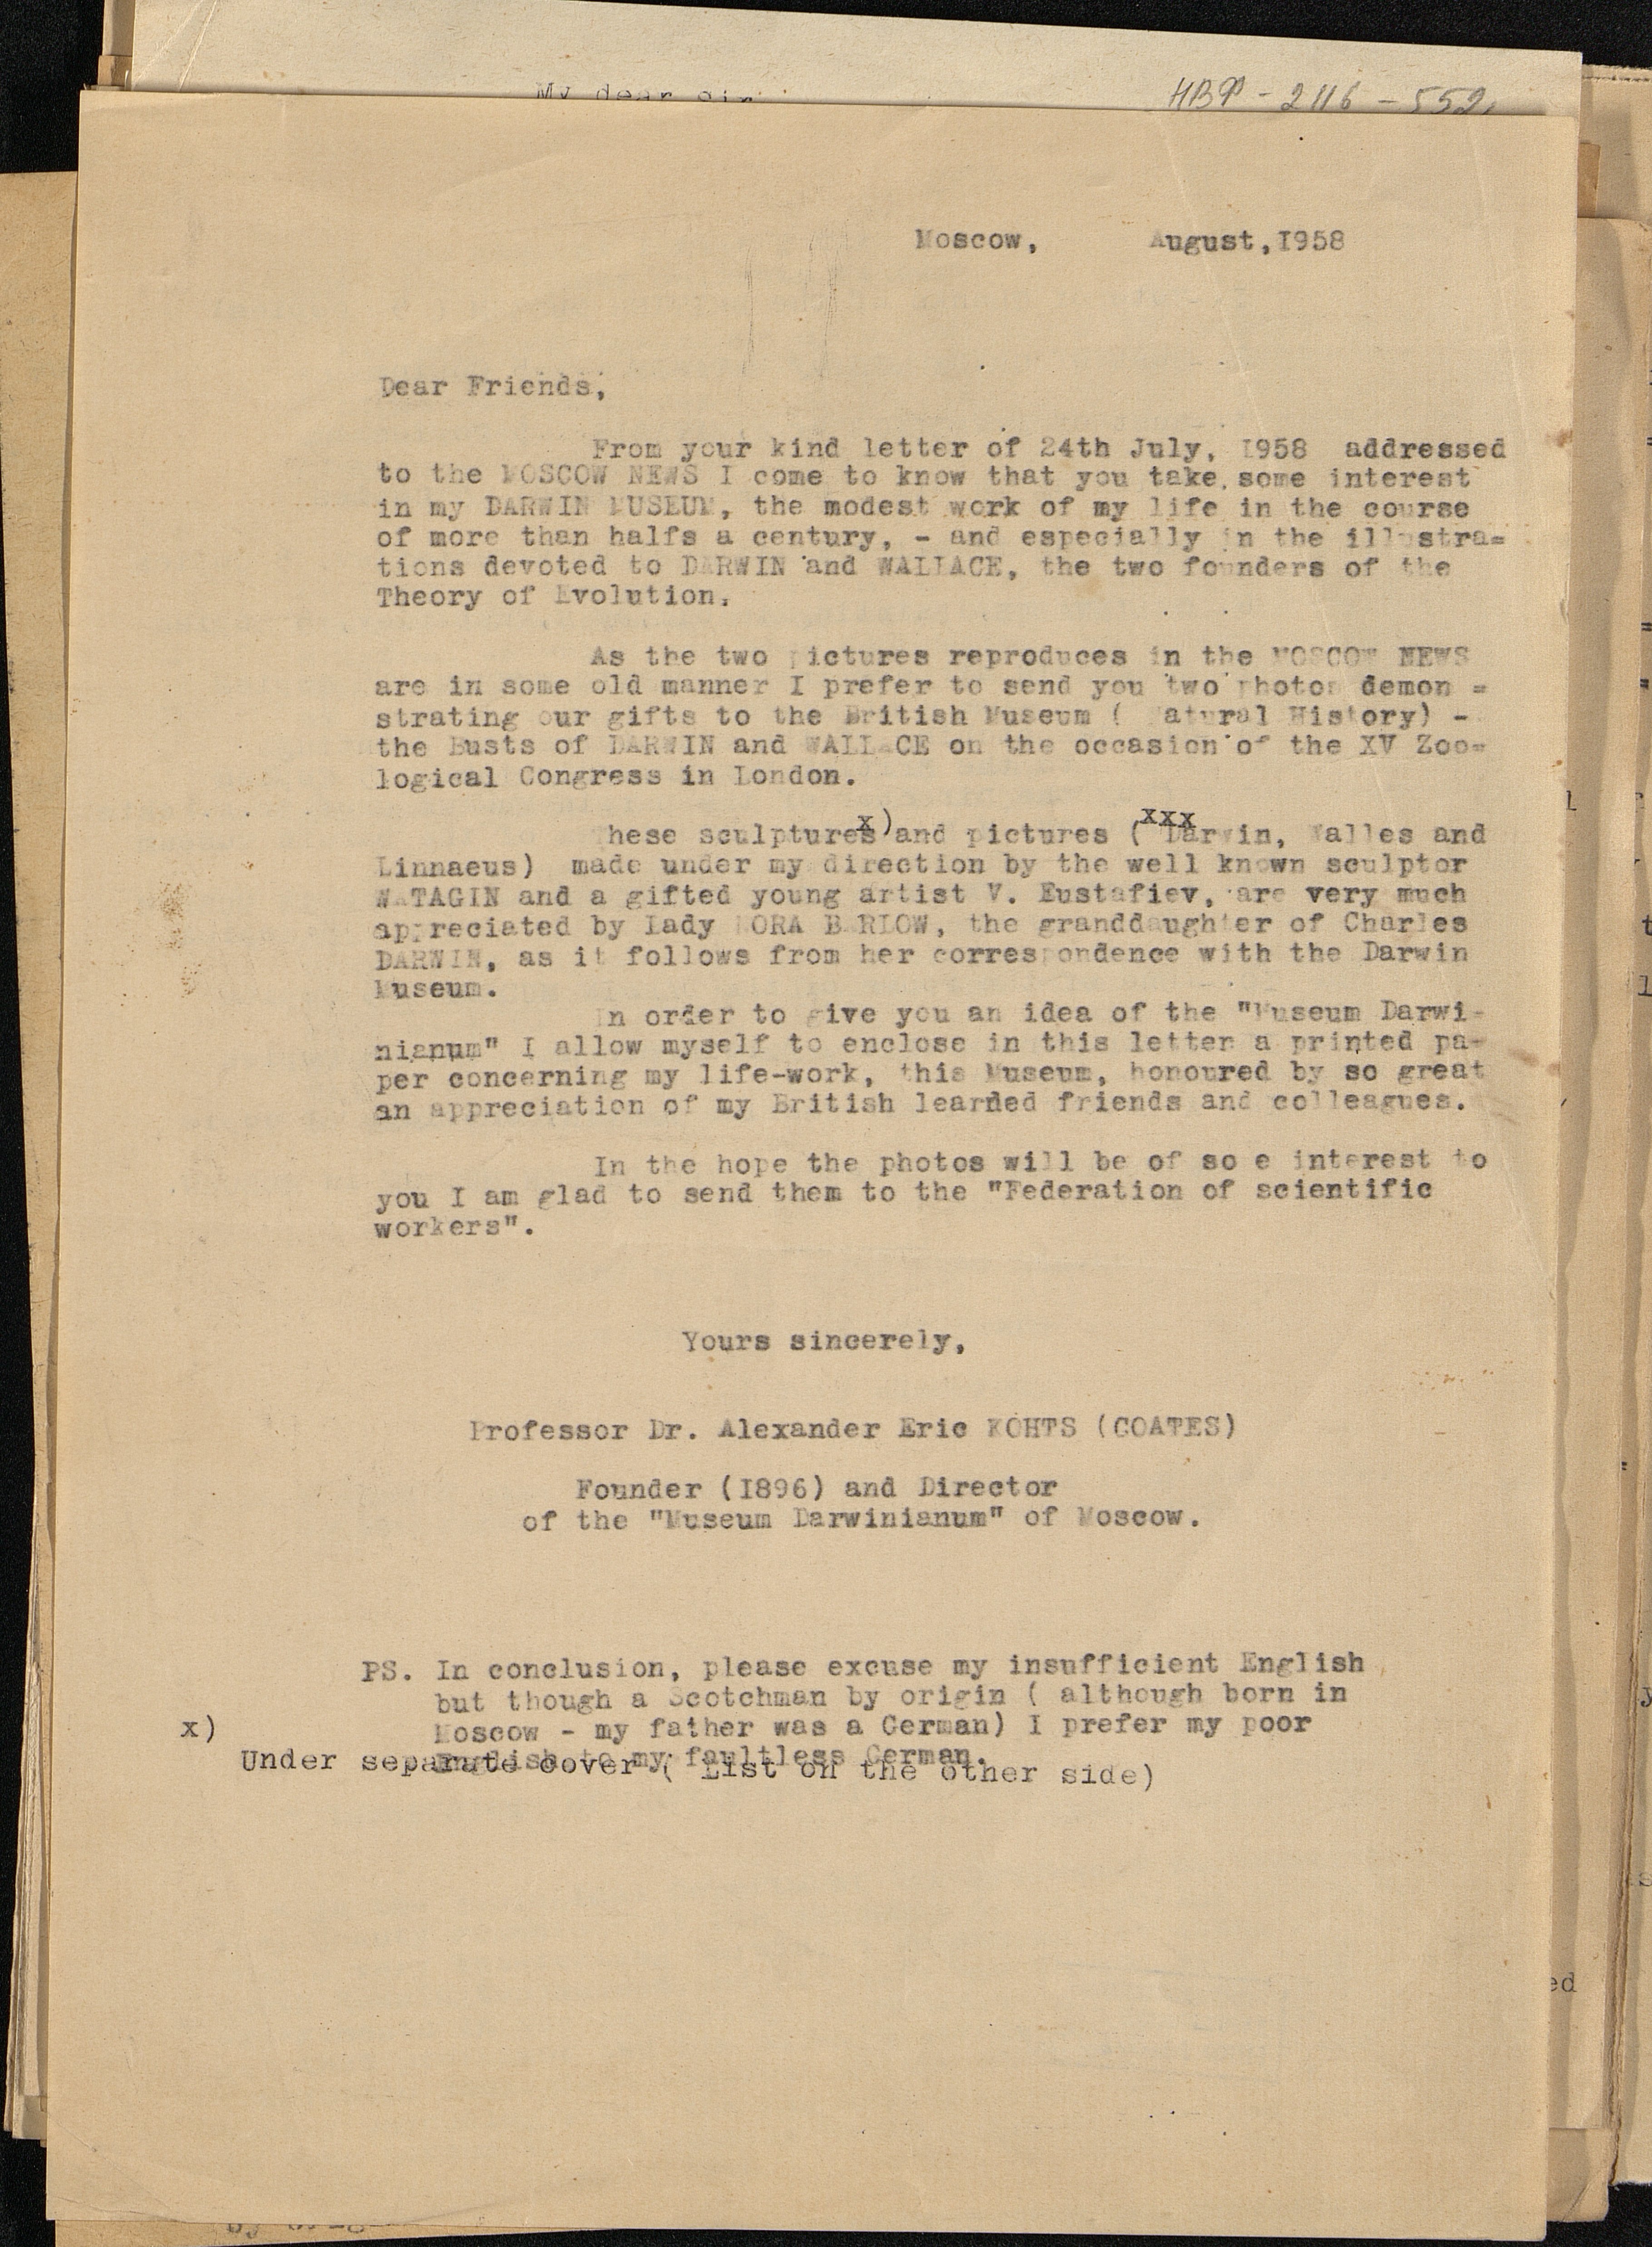 My dear sir
НВФ - 2116 - 552
Moscow, August,I958
Dear Friends,
From your kind letter of 24th July, I958 addressed
to the MOSCOW NEWS I come to know that you take some interest
in my DARWIN MUSEUM, the modest work of my life in the course
of more than halfs a century, - and especially in the illustra=
tions devoted to DARWIN and WALLACE, the two founders of the
Theory of Evolution.
As the two pictures reproduces in the MOSCOW NEWS
are in some old manner I prefer to send you two photos demon =
strating our gifts to the British Museum ( Natural History) -
the Busts of DARWIN and WALLACE on the occasion of the XV Zoo=
logical Congress in London.
x) xxx
These sculptures and pictures ( Darwin, Walles and
Linnaeus) made under my direction by the well known sculptor
WATAGIN and a gifted young artist V. Eustafiev, are very much
appreciated by Lady NORA BARLOW, the granddaughter of Charles
DARWIN, as it follows from her correspondence with the Darwin
Museum.
In order to give you an idea of the "Museum Darwi-
nianum" I allow myself to enclose in this letter a printed pa-
per concerning my life-work, this Museum, honoured by so great
an appreciation of my British learned friends and colleagues.
In the hope the photos will be of so e interest to
you I am glad to send them to the "Federation of scientific
workers".
Yours sincerely,
Professor Dr. Alexander Eric KOHTS (COATES)
Founder (I896) and Director
of the "Museum Darwinianum" of Moscow.
PS. In conclusion, please excuse my insufficient English
but though a Scotchman by origin ( although born in
x) Moscow - my father was a German) I prefer my poor
English to my faultless German.
Under separate cover ( List on the other side)
ed